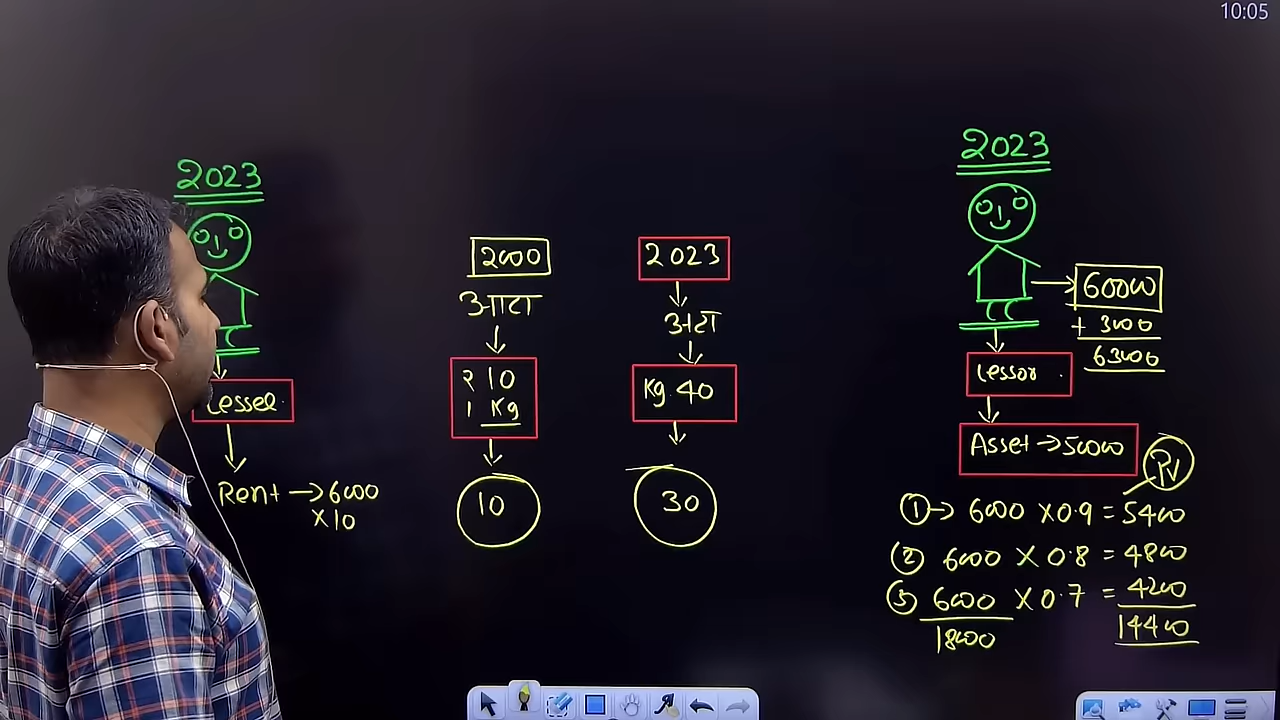 10:05
2023
Lessee
Rent → 6000
X 10
2000
आटा
₹ 10
1 Kg
10
2023
आटा
Kg. 40
30
2023
60000
+ 3000
63000
Lessor
Asset → 50000
PV
① → 6000 X 0.9 = 5400
② 6000 X 0.8 = 4800
③ 6000 X 0.7 = 4200
18000 14400